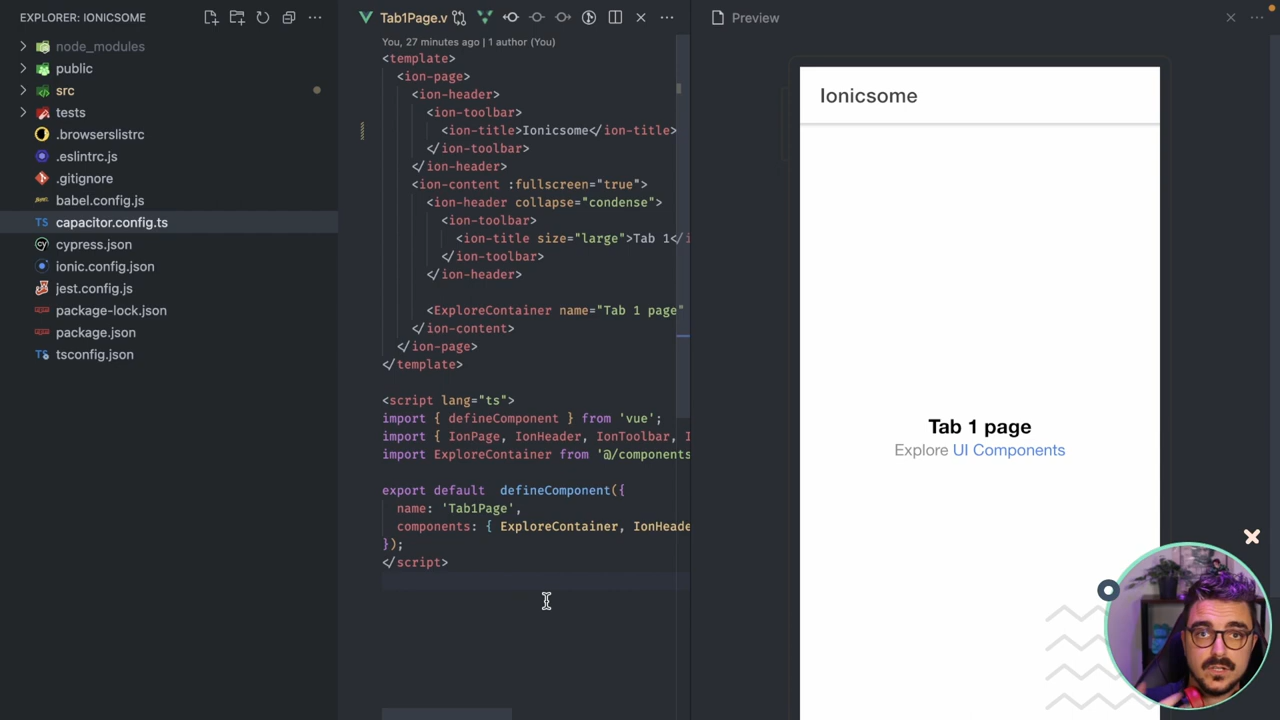 EXPLORER: IONICSOME
node_modules
public
src
tests
.browserslistrc
.eslintrc.js
.gitignore
babel.config.js
TS capacitor.config.ts
cypress.json
ionic.config.json
jest.config.js
package-lock.json
package.json
TS tsconfig.json
Tab1Page.v
You, 27 minutes ago | 1 author (You)
<template>
<ion-page>
<ion-header>
<ion-toolbar>
<ion-title>Ionicsome</ion-title>
</ion-toolbar>
</ion-header>
<ion-content :fullscreen="true">
<ion-header collapse="condense">
<ion-toolbar>
<ion-title size="large">Tab 1</i
</ion-toolbar>
</ion-header>
<ExploreContainer name="Tab 1 page"
</ion-content>
</ion-page>
</template>
<script lang="ts">
import { defineComponent } from 'vue';
import { IonPage, IonHeader, IonToolbar, I
import ExploreContainer from '@/components
export default  defineComponent({
name: 'Tab1Page',
components: { ExploreContainer, IonHeade
});
</script>
Preview
Ionicsome
Tab 1 page
Explore UI Components